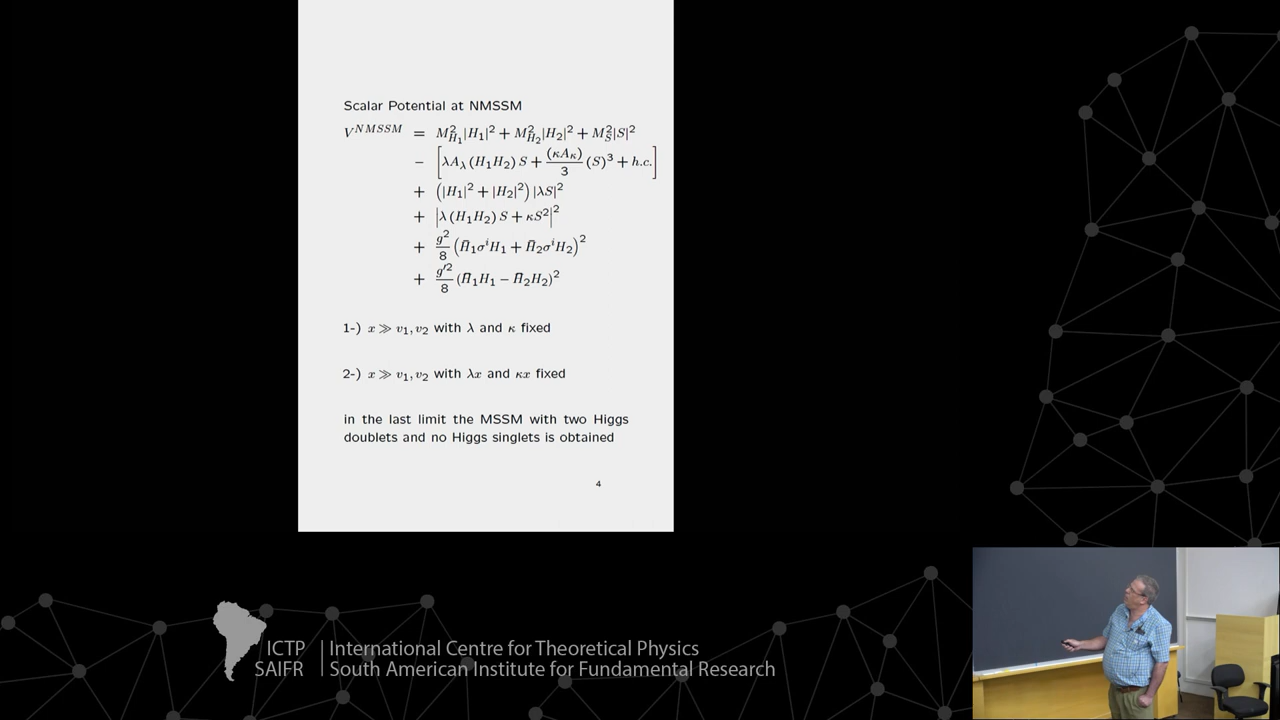 Scalar Potential at NMSSM
V^{NMSSM} = M_{H_1}^2|H_1|^2 + M_{H_2}^2|H_2|^2 + M_S^2|S|^2
− [λA_λ(H_1H_2)S + \frac{(κA_κ)}{3}(S)^3 + h.c.]
+ (|H_1|^2 + |H_2|^2)|λS|^2
+ |λ(H_1H_2)S + κS^2|^2
+ \frac{g^2}{8}(H̄_1σ^iH_1 + H̄_2σ^iH_2)^2
+ \frac{g'^2}{8}(H̄_1H_1 − H̄_2H_2)^2
1-) x ≫ v_1, v_2 with λ and κ fixed
2-) x ≫ v_1, v_2 with λx and κx fixed
in the last limit the MSSM with two Higgs
doublets and no Higgs singlets is obtained
4
ICTP | International Centre for Theoretical Physics
SAIFR | South American Institute for Fundamental Research